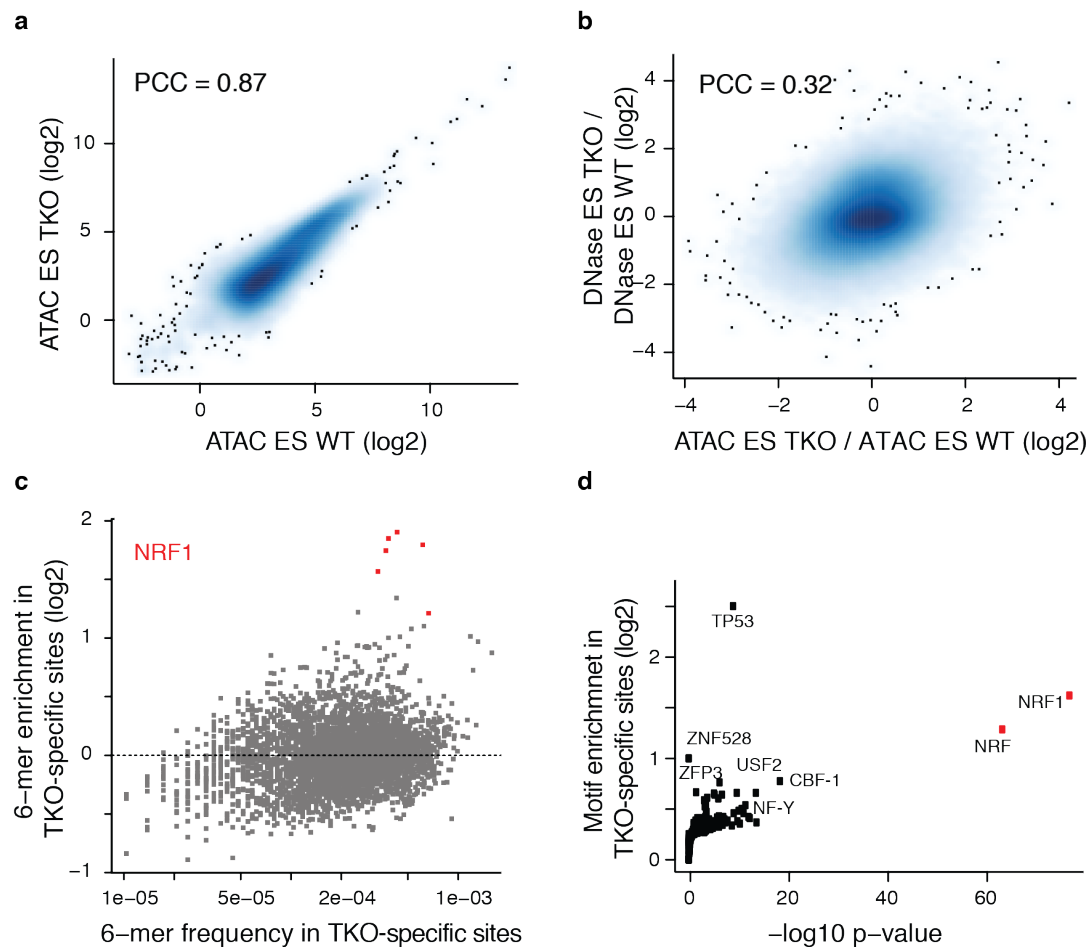 a
PCC = 0.87
ATAC ES TKO (log2)
10
5
0
0
5
10
ATAC ES WT (log2)
b
PCC = 0.32
DNase ES TKO /
DNase ES WT (log2)
4
2
0
−2
−4
−4
−2
0
2
4
ATAC ES TKO / ATAC ES WT (log2)
c
NRF1
6−mer enrichment in
TKO−specific sites (log2)
2
1
0
−1
1e−05
5e−05
2e−04
1e−03
6−mer frequency in TKO−specific sites
d
Motif enrichmnet in
TKO−specific sites (log2)
2
1
0
TP53
NRF1
NRF
ZNF528
ZFP3
USF2
CBF−1
NF−Y
0
20
40
60
−log10 p−value